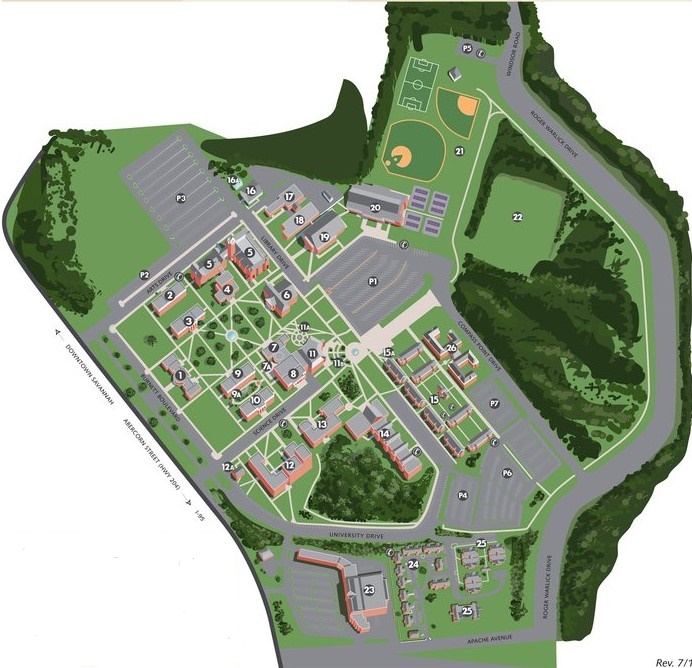 P5
WINDSOR ROAD
ROGER WARLICK DRIVE
21
P3
16A
16
17
18
20
19
22
LIBRARY DRIVE
P2
ARTS DRIVE
5
5
P1
2
4
6
3
11A
COMPASS POINT DRIVE
7
11
11B
15A
26
7A
8
1
9
9A
10
15
P7
SCIENCE DRIVE
13
14
DOWNTOWN SAVANNAH
ABERCORN STREET (HWY 204)
I-95
12A
12
P6
P4
UNIVERSITY DRIVE
25
24
23
25
ROGER WARLICK DRIVE
APACHE AVENUE
Rev. 7/1